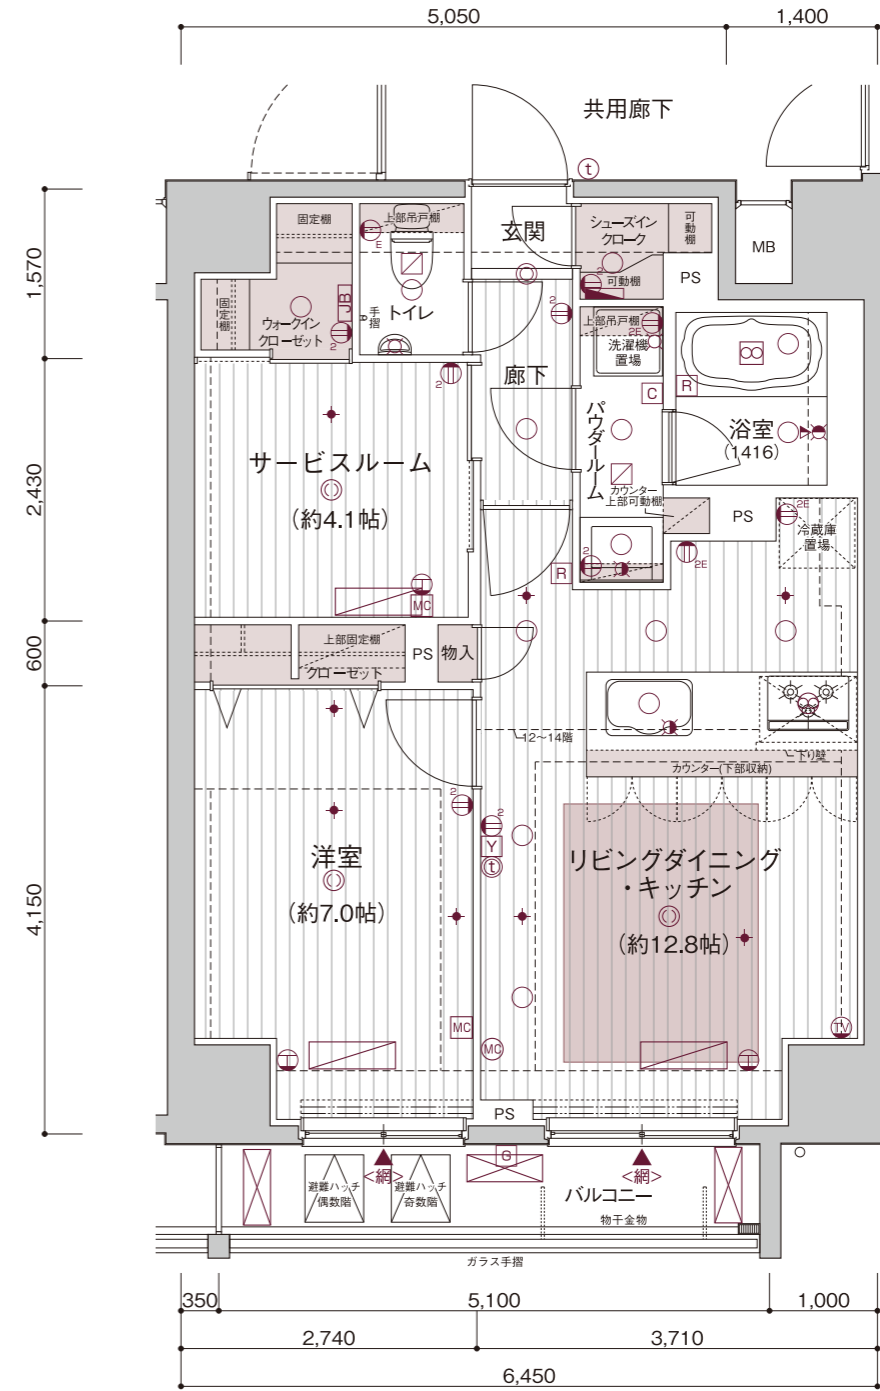 5,050
1,400
共用廊下
t
固定棚
上部吊戸棚
E
玄関
シューズイン
クローク
可動棚
MB
PS
2
可動棚
1,570
固定棚
ウォークイン
クローゼット
JB
2
手摺
トイレ
2
上部吊戸棚
2E
洗濯機
置場
廊下
C
R
2
パウダールーム
浴室
(1416)
サービスルーム
(約4.1帖)
2,430
カウンター
上部可動棚
PS
2E
冷蔵庫
置場
2
R
2E
MC
600
上部固定棚
クローゼット
PS
物入
12〜14階
下り壁
カウンター(下部収納)
2
2
Y
t
洋室
(約7.0帖)
リビングダイニング
・キッチン
(約12.8帖)
4,150
MC
MC
TV
PS
G
避難ハッチ
偶数階
<網>
避難ハッチ
奇数階
<網>
バルコニー
物干金物
ガラス手摺
350
5,100
1,000
2,740
3,710
6,450